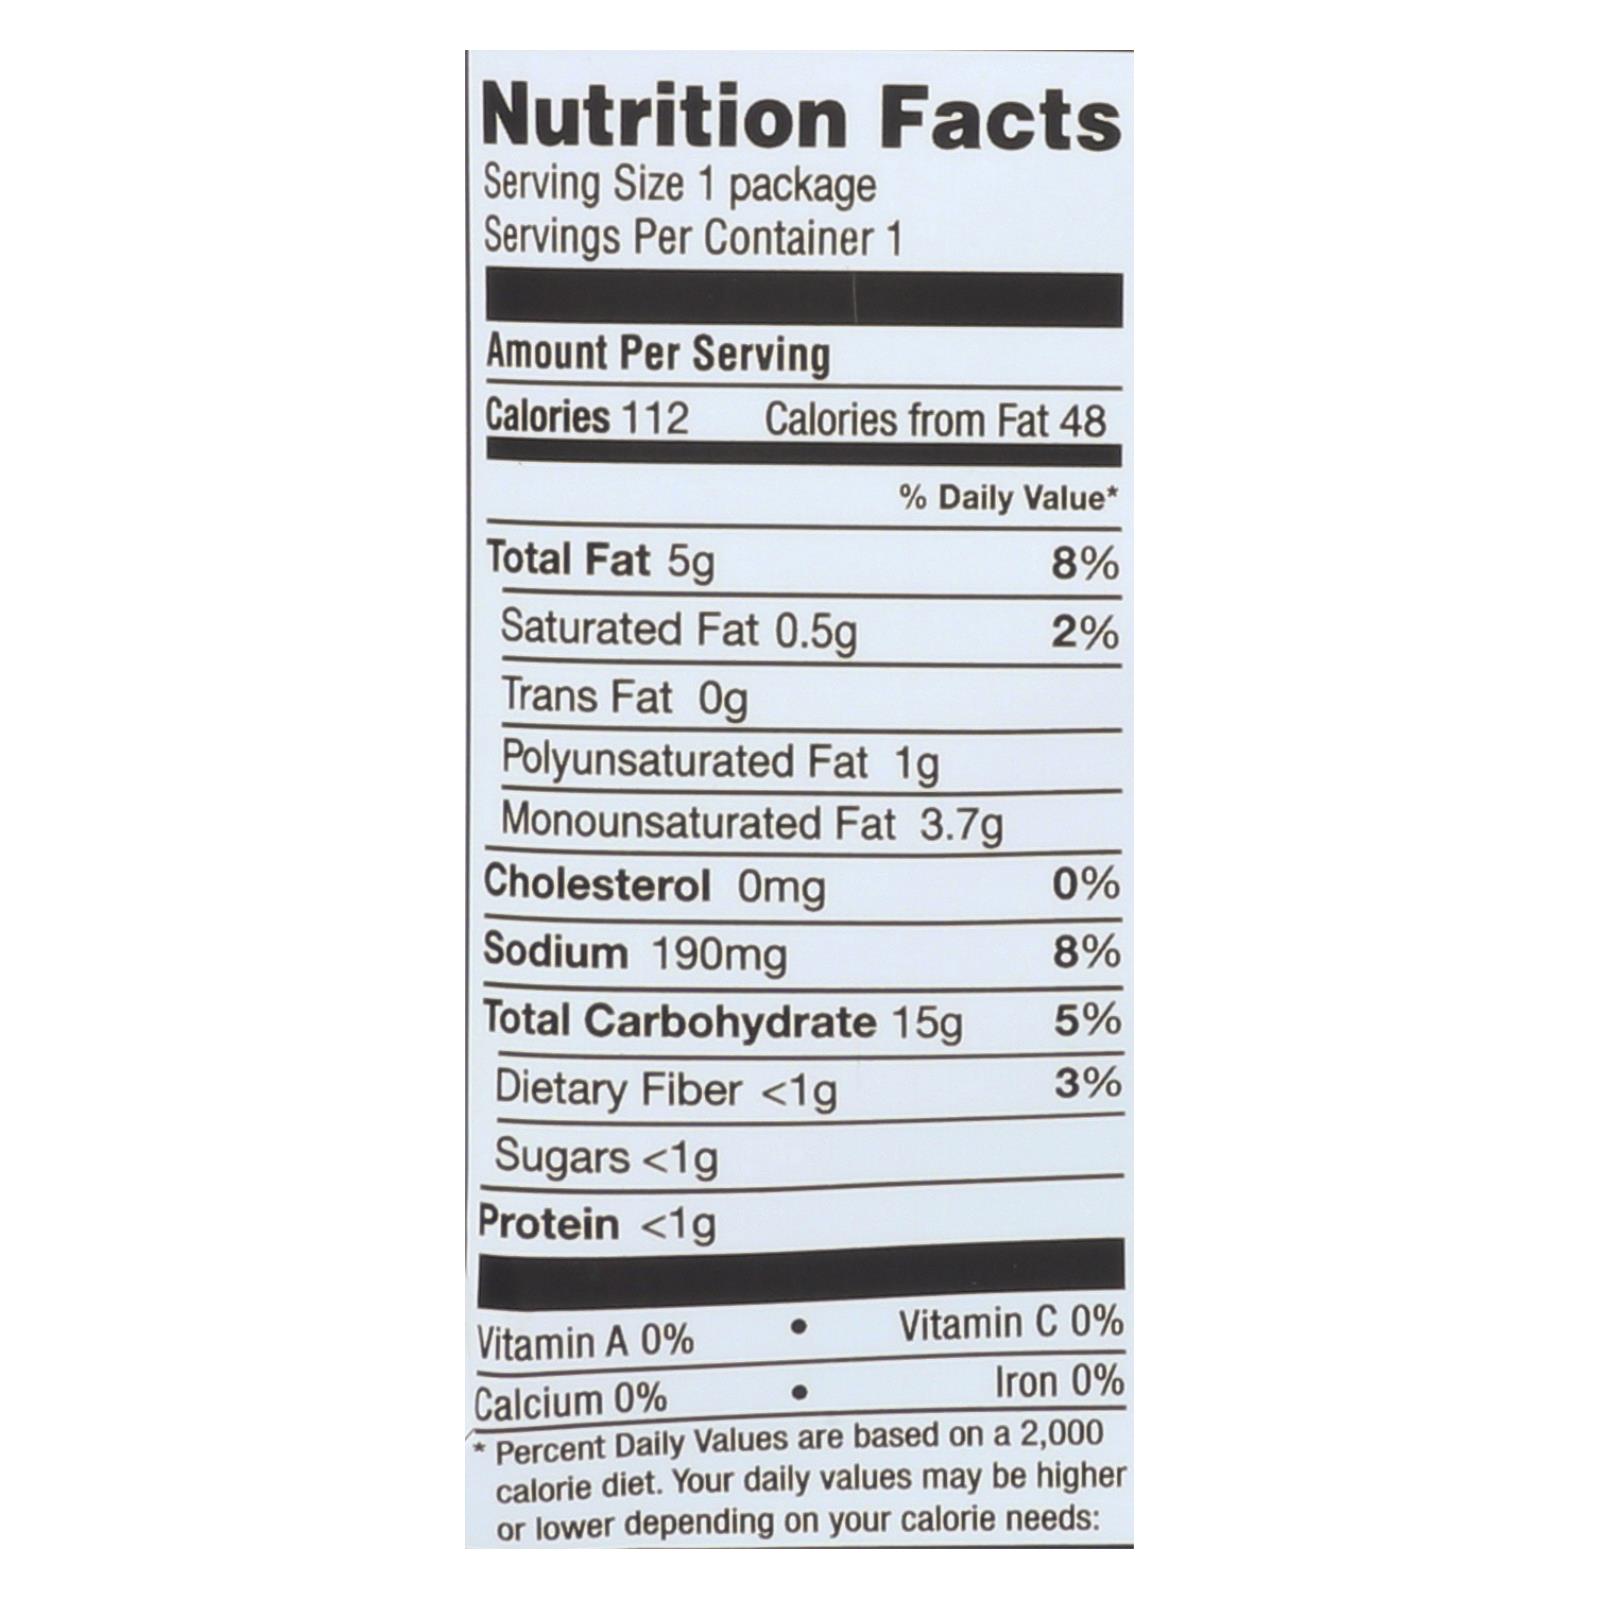 Nutrition Facts
Serving Size 1 package
Servings Per Container 1
Amount Per Serving
Calories 112 Calories from Fat 48
% Daily Value*
Total Fat 5g 8%
Saturated Fat 0.5g 2%
Trans Fat 0g
Polyunsaturated Fat 1g
Monounsaturated Fat 3.7g
Cholesterol 0mg 0%
Sodium 190mg 8%
Total Carbohydrate 15g 5%
Dietary Fiber <1g 3%
Sugars <1g
Protein <1g
Vitamin A 0% • Vitamin C 0%
Calcium 0% • Iron 0%
* Percent Daily Values are based on a 2,000
calorie diet. Your daily values may be higher
or lower depending on your calorie needs: